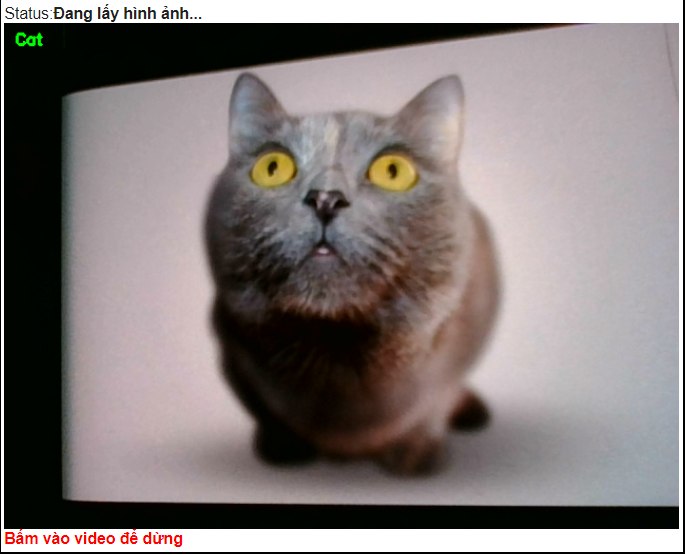 Status:Đang lấy hình ảnh...
Cat
Bấm vào video để dừng